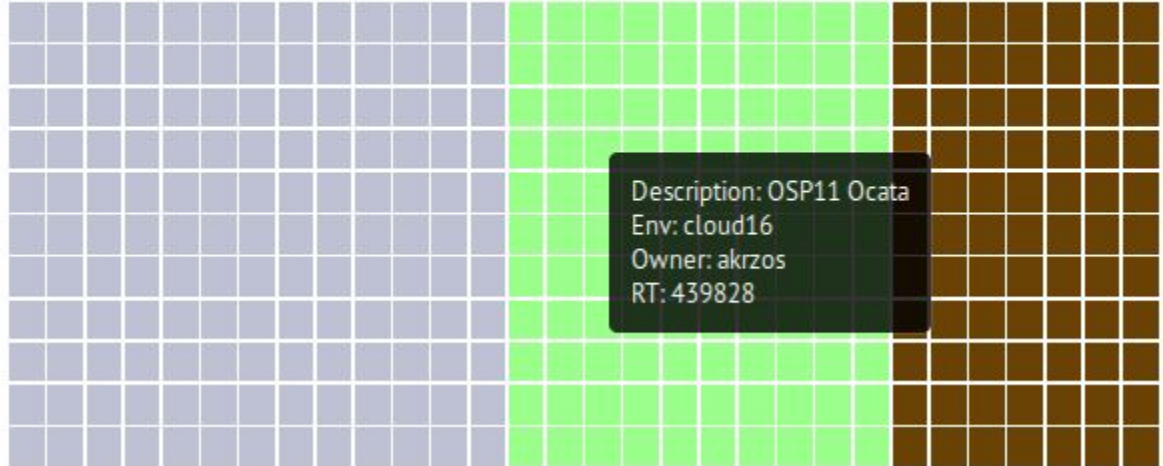 Description: OSP11 Ocata
Env: cloud16
Owner: akrzos
RT: 439828